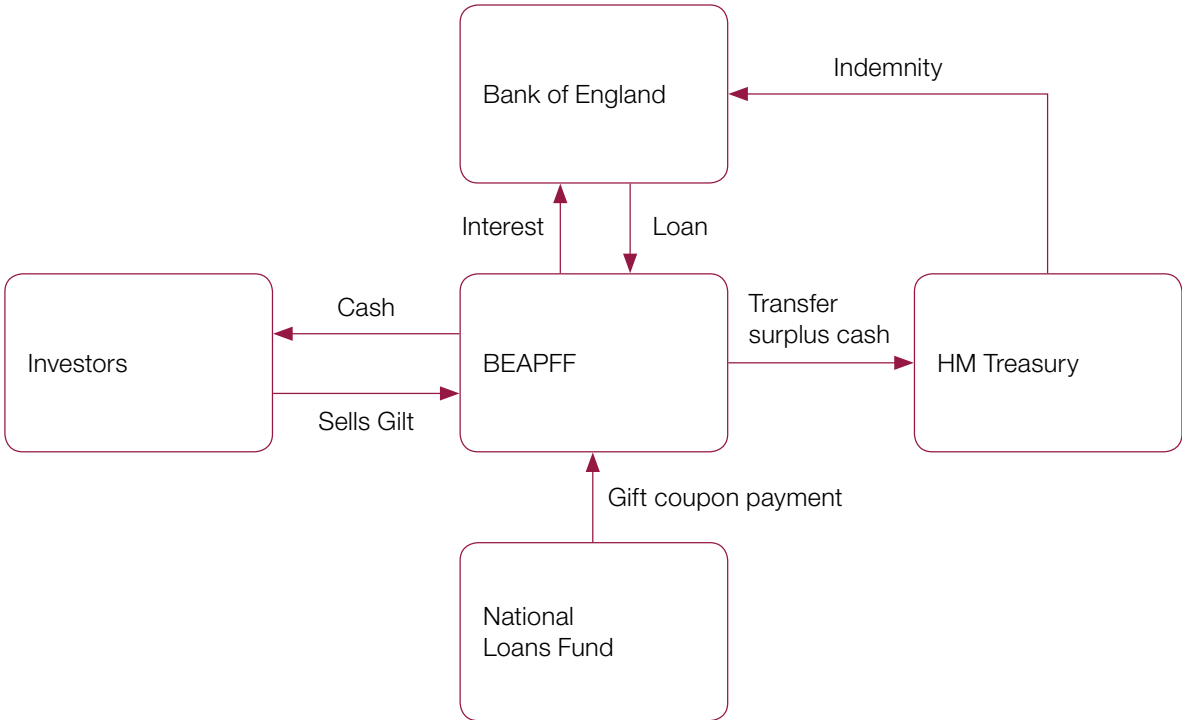 Bank of England
Indemnity
Interest
Loan
Cash
Transfer
surplus cash
Investors
BEAPFF
HM Treasury
Sells Gilt
Gift coupon payment
National
Loans Fund